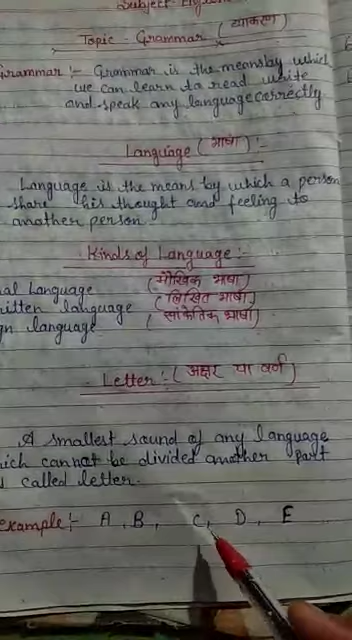 Subject:-
Topic - Grammar (व्याकरण)
Grammar :- Grammar is the means by which
we can learn to read write
and speak any language correctly
Language (भाषा) :-
Language is the means by which a person
share his thought and feeling to
another person.
Kinds of Language :-
al Language (मौखिक भाषा)
itten language (लिखित भाषा)
gn language (सांकेतिक भाषा)
Letter :- (अक्षर या वर्ण)
A smallest sound of any language
hich cannot be divided another part
s called letter.
example :- A, B, C, D, E